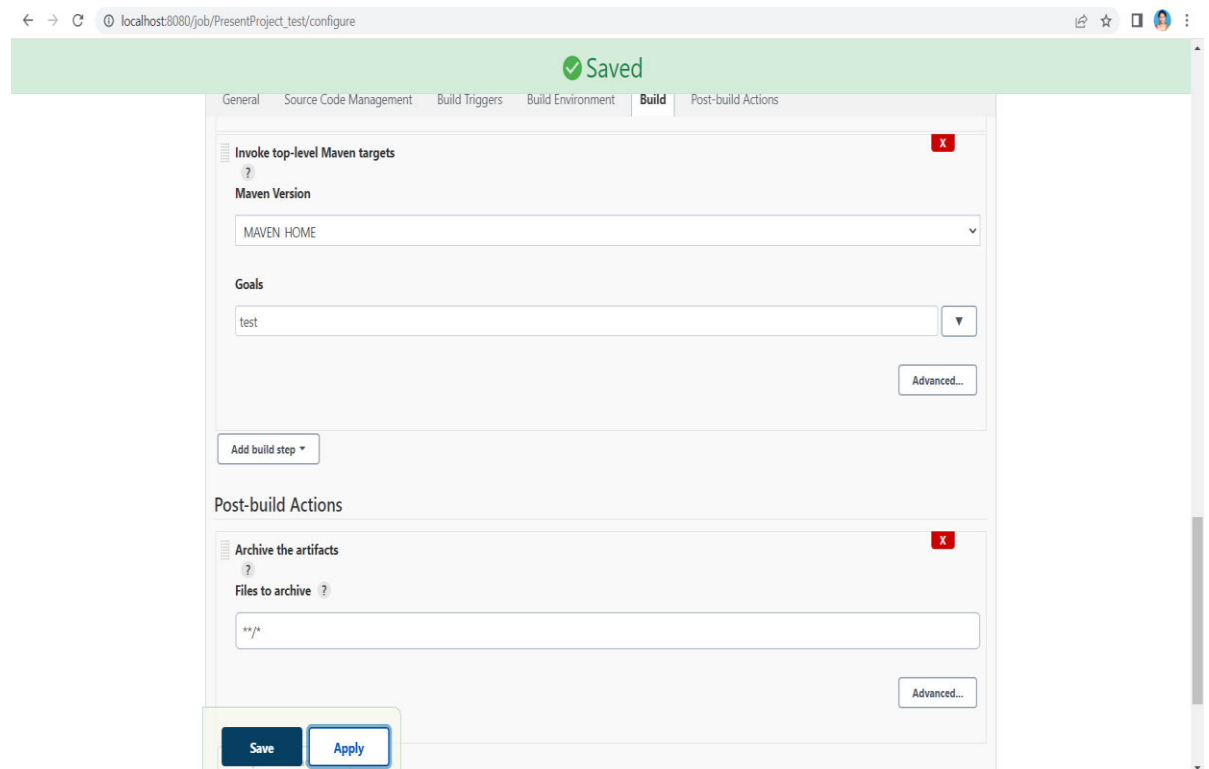 localhost:8080/job/PresentProject_test/configure
Saved
General Source Code Management Build Triggers Build Environment Build Post-build Actions
Invoke top-level Maven targets
X
?
Maven Version
MAVEN HOME
Goals
test
Advanced...
Add build step
Post-build Actions
Archive the artifacts
X
?
Files to archive ?
**/*
Advanced...
Save Apply